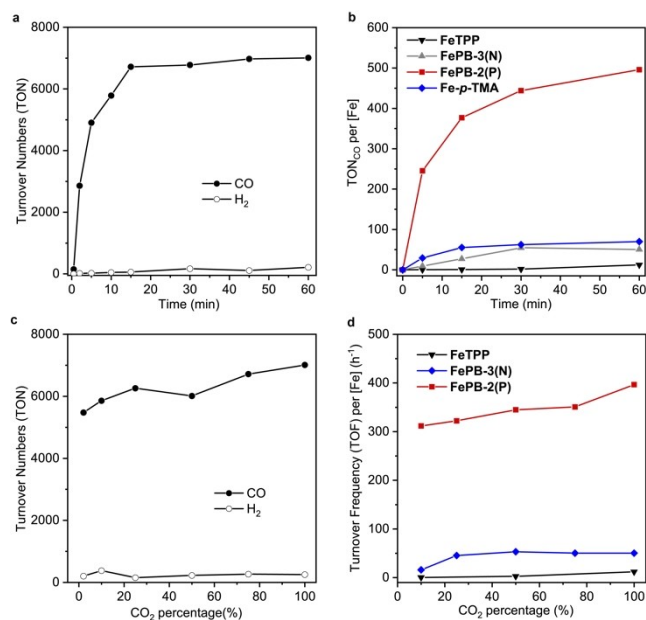 a
Turnover Numbers (TON)
8000
6000
4000
2000
0
CO
H₂
0 10 20 30 40 50 60
Time (min)
b
TON_CO per [Fe]
600
500
400
300
200
100
0
FeTPP
FePB-3(N)
FePB-2(P)
Fe-p-TMA
0 10 20 30 40 50 60
Time (min)
c
Turnover Numbers (TON)
8000
6000
4000
2000
0
CO
H₂
0 20 40 60 80 100
CO₂ percentage(%)
d
Turnover Frequency (TOF) per [Fe] (h⁻¹)
500
400
300
200
100
50
0
FeTPP
FePB-3(N)
FePB-2(P)
20 40 60 80 100
CO₂ percentage(%)